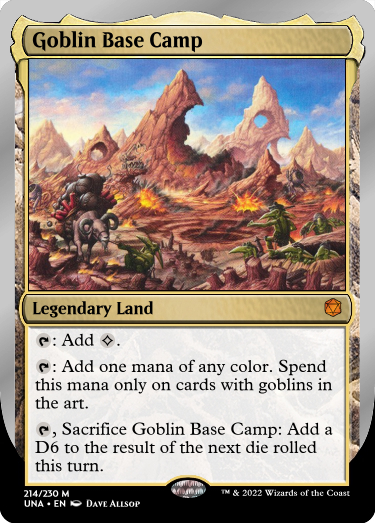 Goblin Base Camp
Legendary Land
: Add .
: Add one mana of any color. Spend
this mana only on cards with goblins in
the art.
, Sacrifice Goblin Base Camp: Add a
D6 to the result of the next die rolled
this turn.
214/230 M
UNA • EN Dave Allsop
™ & 2022 Wizards of the Coast